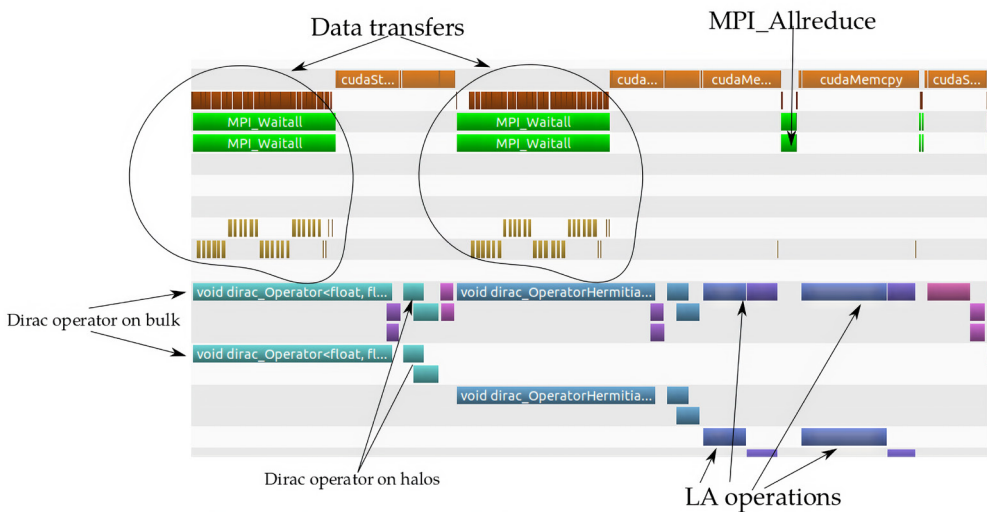 Data transfers
MPI_Allreduce
cudaSt...
cuda...
cudaMe...
cudaMemcpy
cudaS...
MPI_Waitall
MPI_Waitall
MPI_Waitall
MPI_Waitall
void dirac_Operator<float, fl...
void dirac_OperatorHermitia...
Dirac operator on bulk
void dirac_Operator<float, fl...
void dirac_OperatorHermitia...
Dirac operator on halos
LA operations